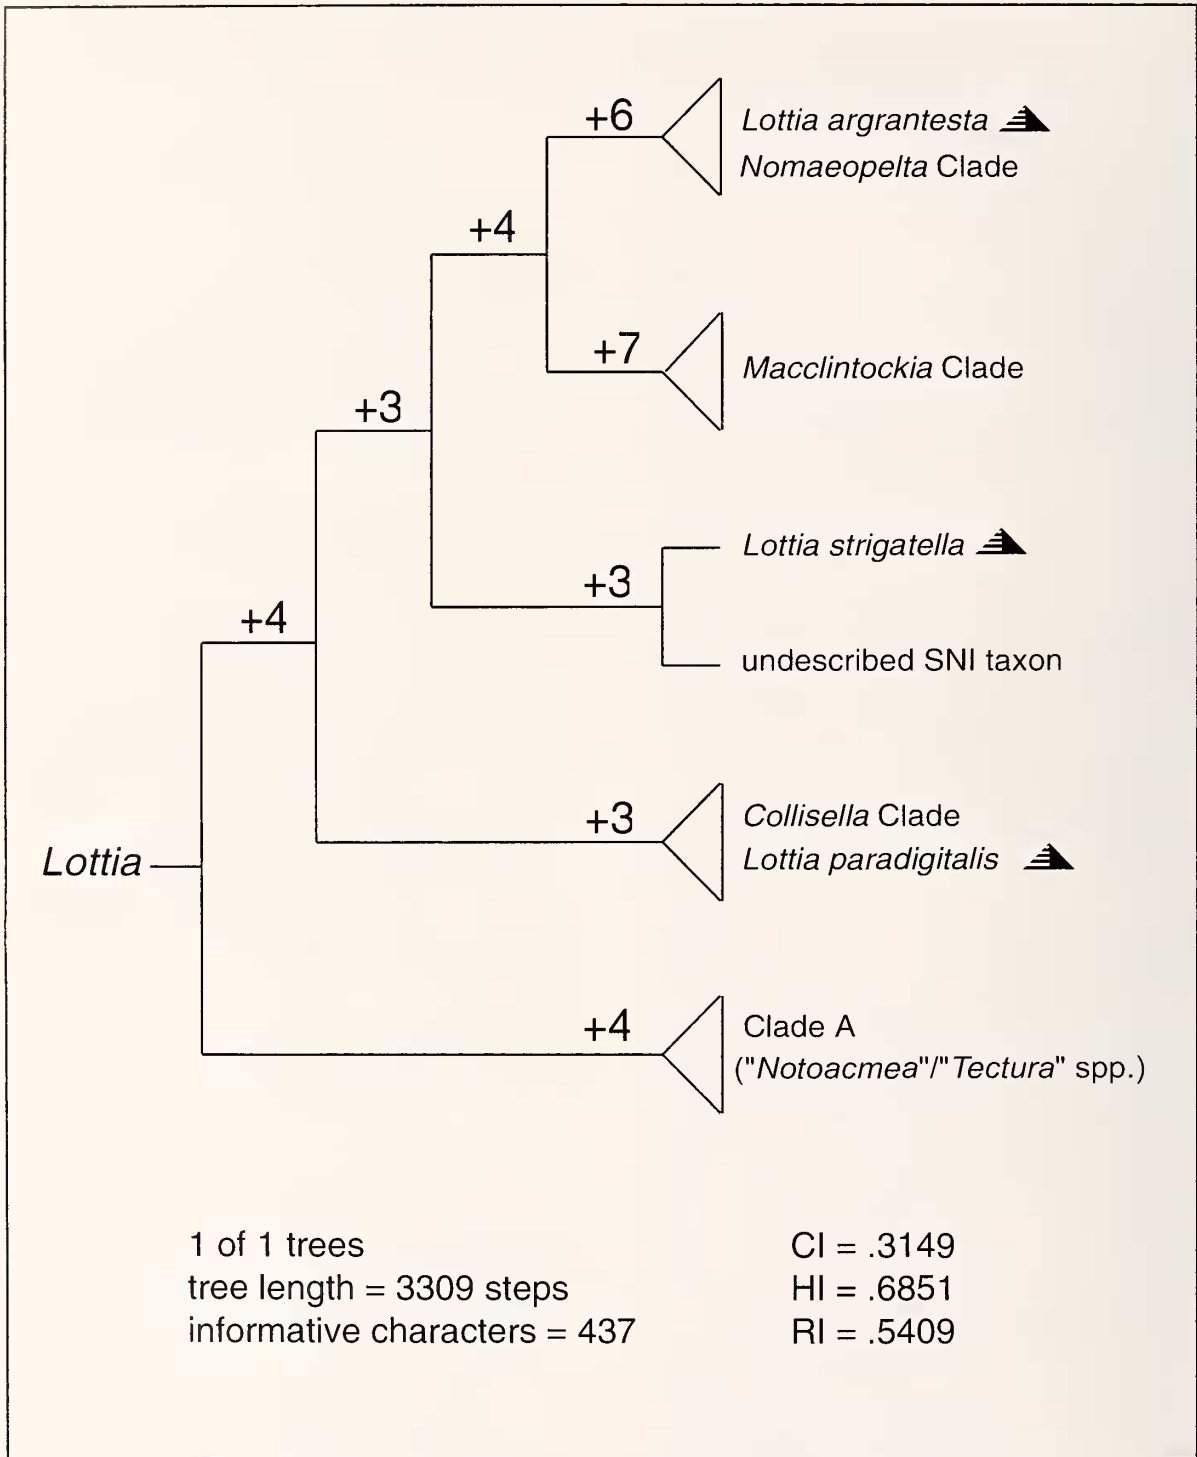 +6
Lottia argrantesta
Nomaeopelta Clade
+4
+7
Macclintockia Clade
+3
Lottia strigatella
+3
undescribed SNI taxon
+4
+3
Collisella Clade
Lottia paradigitalis
Lottia
+4
Clade A
("Notoacmea"/"Tectura" spp.)
1 of 1 trees
tree length = 3309 steps
informative characters = 437
CI = .3149
HI = .6851
RI = .5409